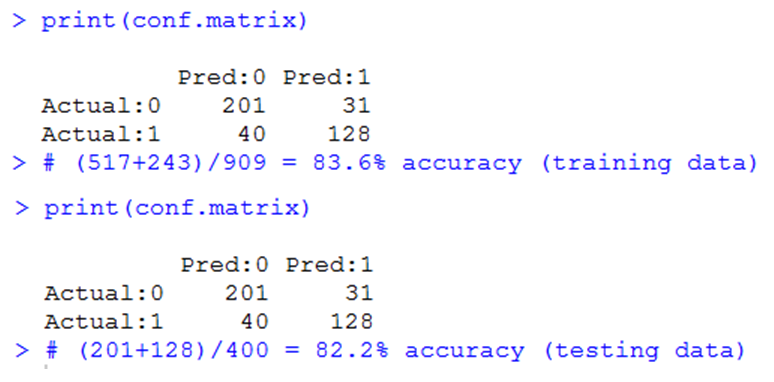 > print(conf.matrix)
Pred:0 Pred:1
Actual:0 201 31
Actual:1 40 128
> # (517+243)/909 = 83.6% accuracy (training data)
> print(conf.matrix)
Pred:0 Pred:1
Actual:0 201 31
Actual:1 40 128
> # (201+128)/400 = 82.2% accuracy (testing data)